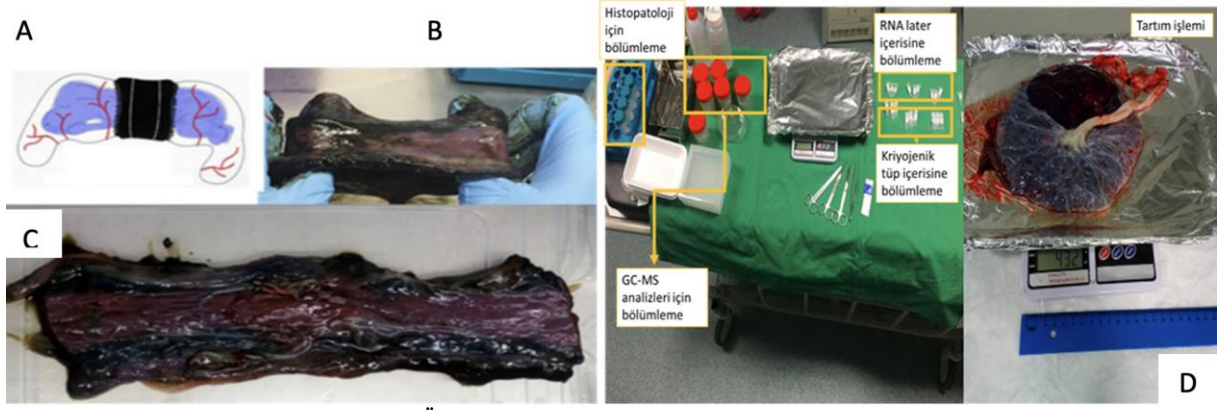 A
B
C
Histopatoloji
için
bölümleme
RNA later
içerisine
bölümleme
Kriyojenik
tüp içerisine
bölümleme
GC-MS
analizleri için
bölümleme
Tartım işlemi
D